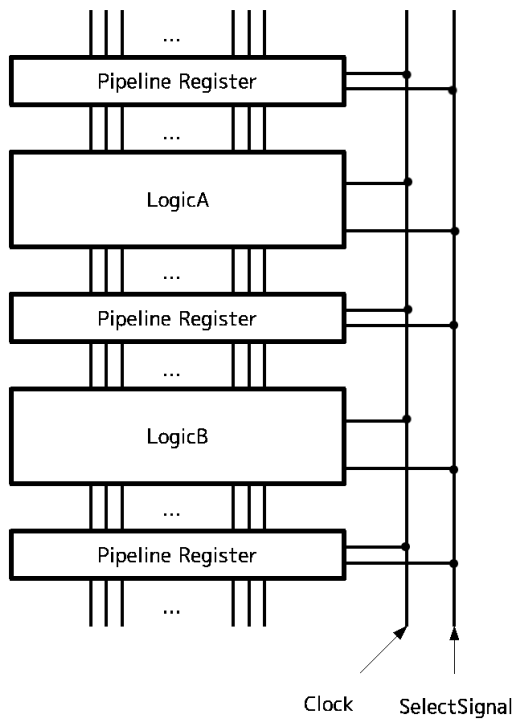 ...
Pipeline Register
...
LogicA
...
Pipeline Register
...
LogicB
...
Pipeline Register
...
Clock
SelectSignal